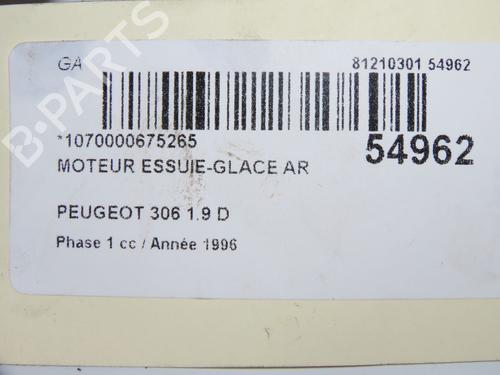 GA 81210301 54962
*1070000675265 54962
MOTEUR ESSUIE-GLACE AR
PEUGEOT 306 1.9 D
Phase 1 cc / Année 1996
B-PARTS